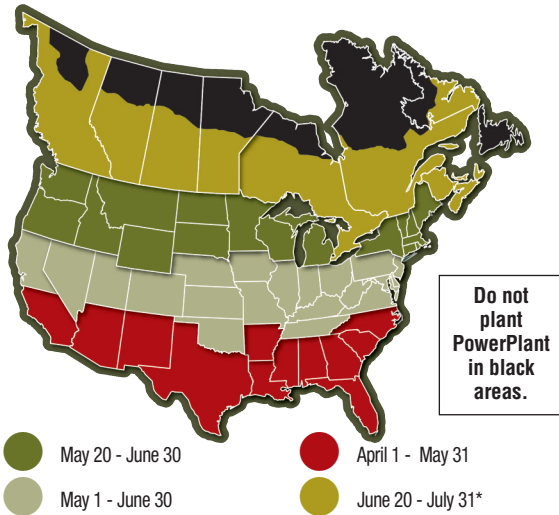 Do not
plant
PowerPlant
in black
areas.
May 20 - June 30
April 1 - May 31
May 1 - June 30
June 20 - July 31*